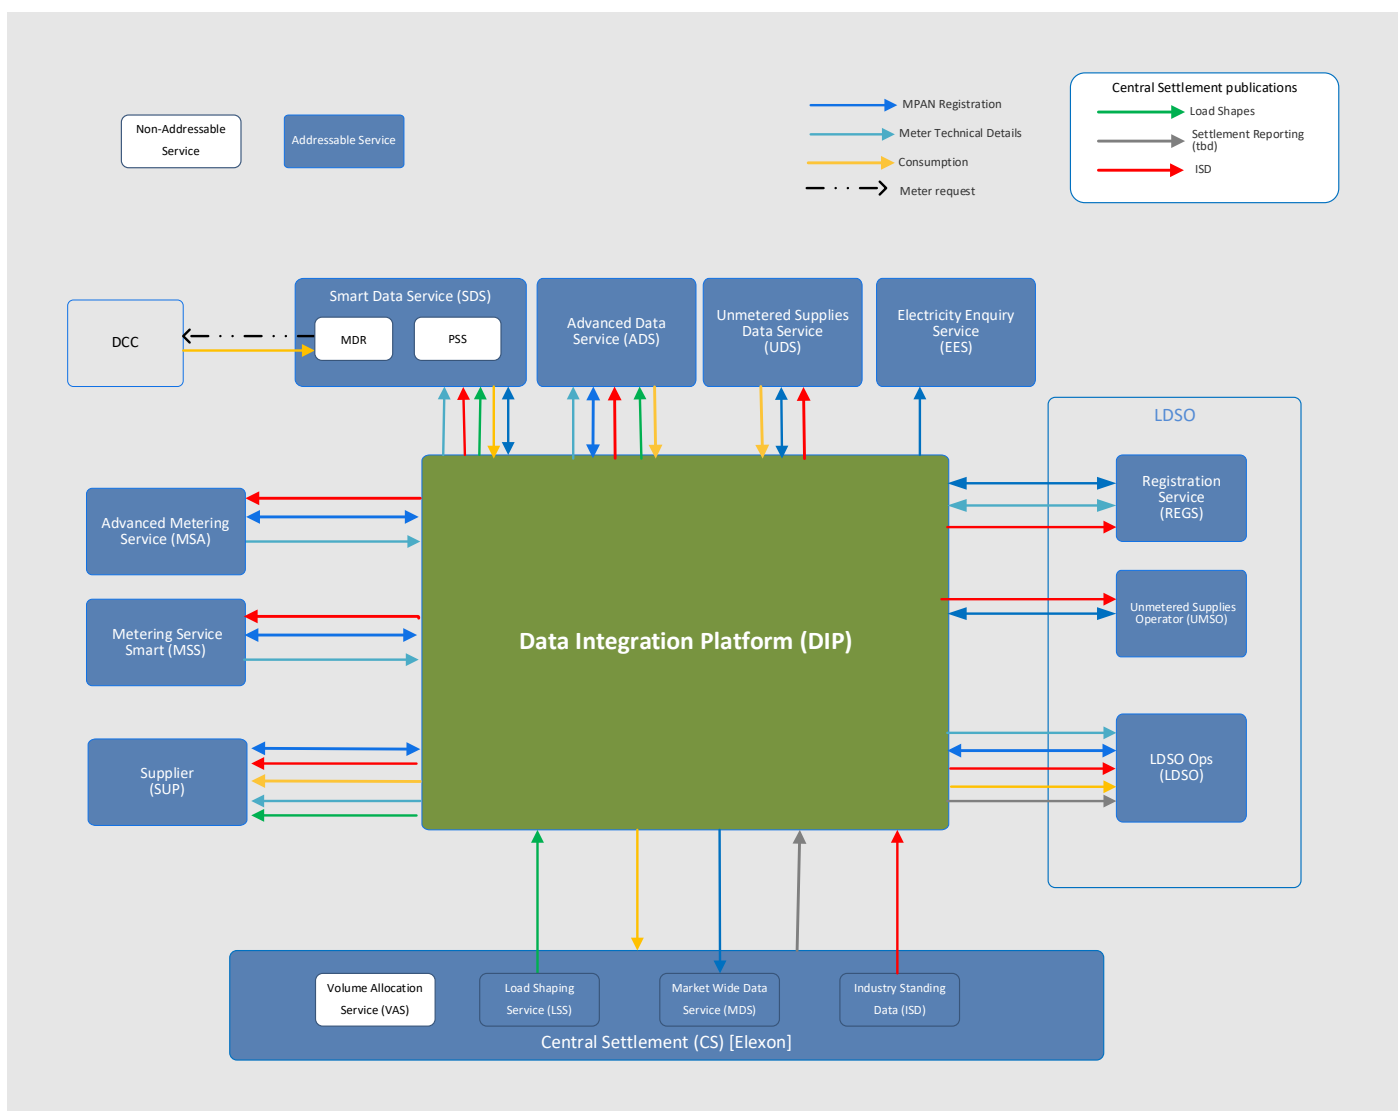 Non-Addressable
Service
Addressable Service
MPAN Registration
Meter Technical Details
Consumption
Meter request
Central Settlement publications
Load Shapes
Settlement Reporting
(tbd)
ISD
DCC
Smart Data Service (SDS)
MDR
PSS
Advanced Data
Service (ADS)
Unmetered Supplies
Data Service
(UDS)
Electricity Enquiry
Service
(EES)
LDSO
Registration
Service
(REGS)
Unmetered Supplies
Operator (UMSO)
LDSO Ops
(LDSO)
Advanced Metering
Service (MSA)
Metering Service
Smart (MSS)
Supplier
(SUP)
Data Integration Platform (DIP)
Volume Allocation
Service (VAS)
Load Shaping
Service (LSS)
Market Wide Data
Service (MDS)
Industry Standing
Data (ISD)
Central Settlement (CS) [Elexon]